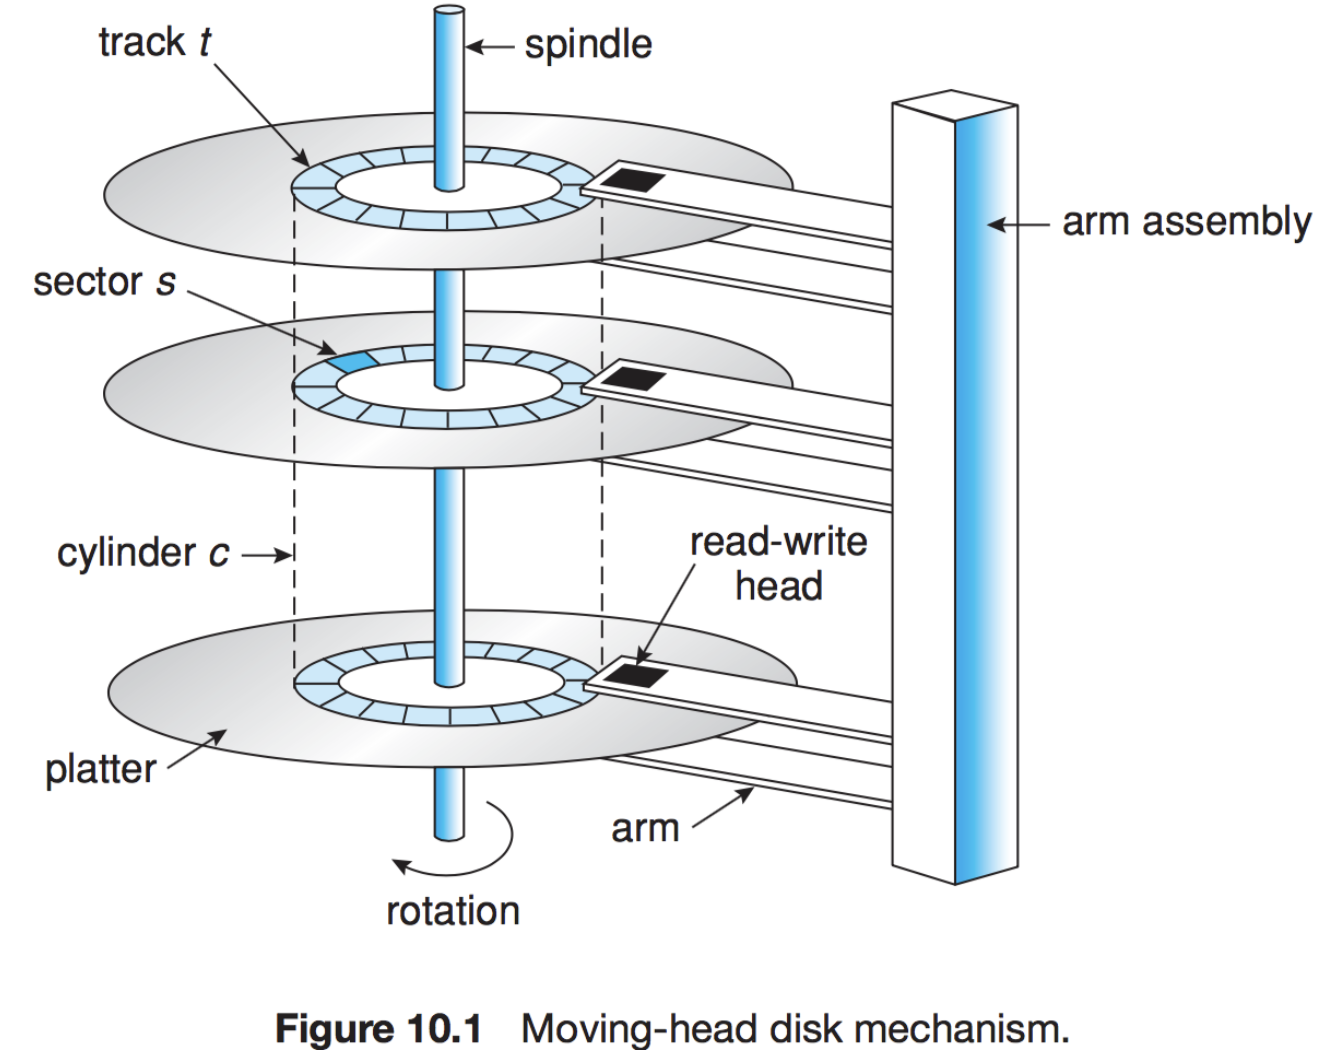 track t
spindle
arm assembly
sector s
cylinder c
read-write
head
platter
arm
rotation
Figure 10.1 Moving-head disk mechanism.